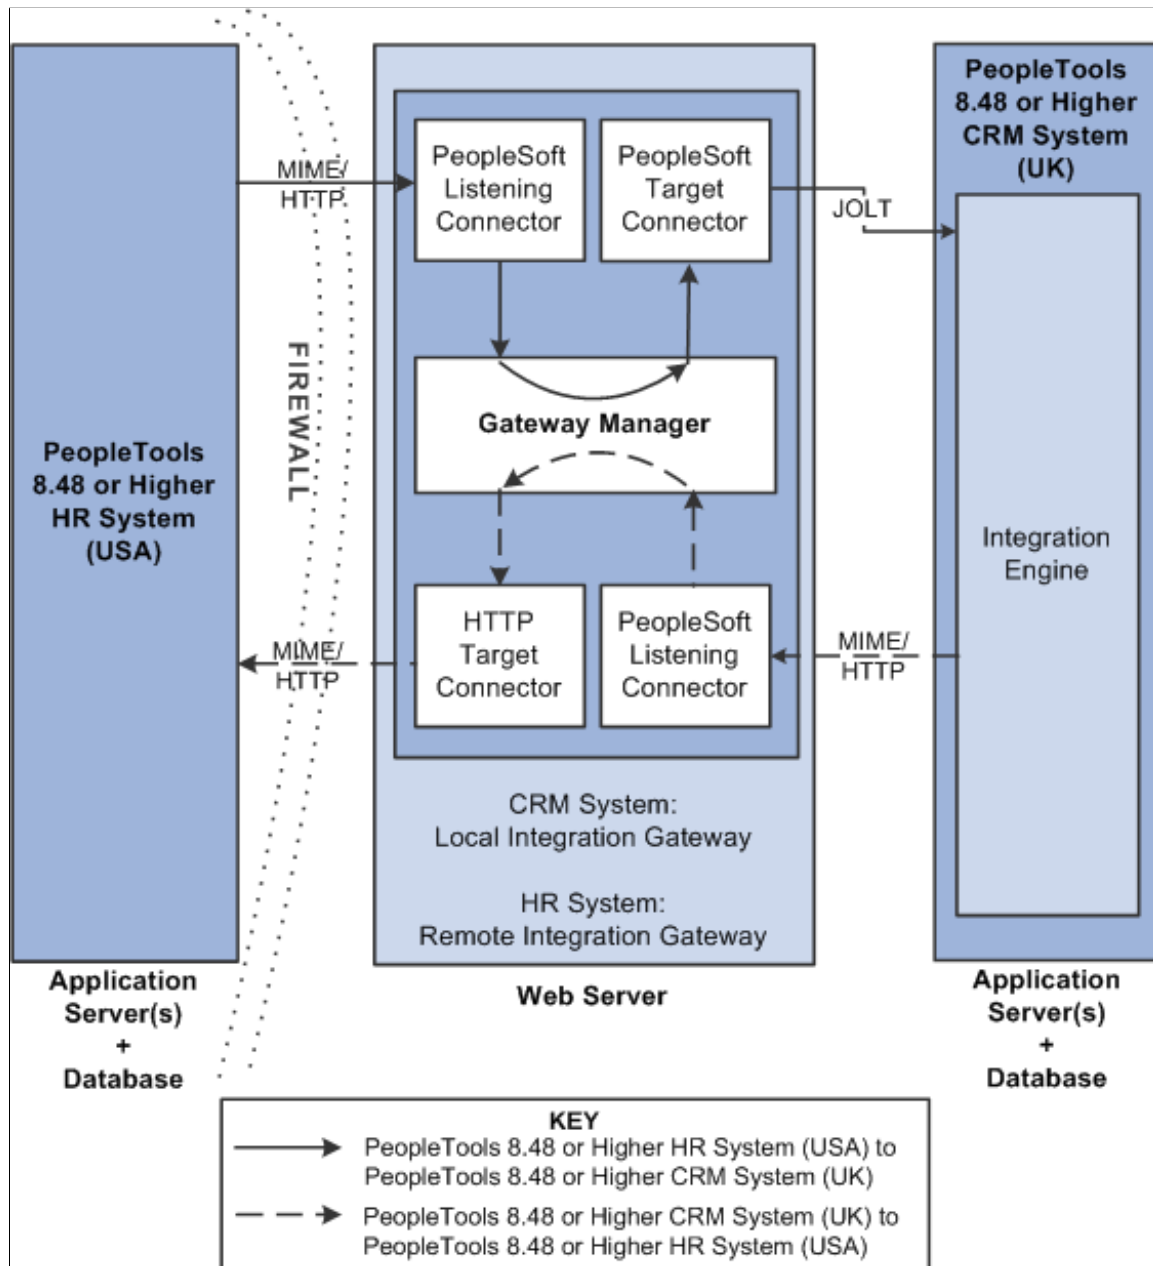 PeopleTools
8.48 or Higher
HR System
(USA)
Application
Server(s)
+
Database
MIME/
HTTP
FIREWALL
MIME/
HTTP
PeopleSoft
Listening
Connector
PeopleSoft
Target
Connector
Gateway Manager
HTTP
Target
Connector
PeopleSoft
Listening
Connector
CRM System:
Local Integration Gateway
HR System:
Remote Integration Gateway
Web Server
JOLT
MIME/
HTTP
PeopleTools
8.48 or Higher
CRM System
(UK)
Integration
Engine
Application
Server(s)
+
Database
KEY
PeopleTools 8.48 or Higher HR System (USA) to
PeopleTools 8.48 or Higher CRM System (UK)
PeopleTools 8.48 or Higher CRM System (UK) to
PeopleTools 8.48 or Higher HR System (USA)